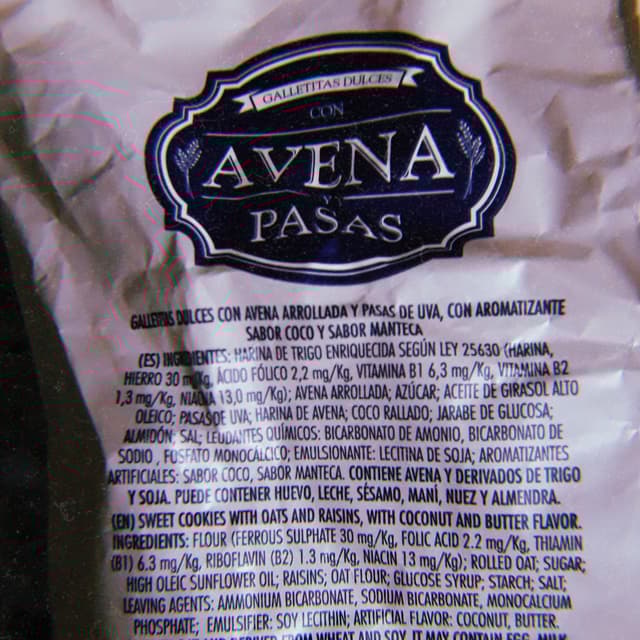 GALLETITAS DULCES
CON
AVENA
Y
PASAS
GALLETITAS DULCES CON AVENA ARROLLADA Y PASAS DE UVA, CON AROMATIZANTE
SABOR COCO Y SABOR MANTECA
(ES) INGREDIENTES: HARINA DE TRIGO ENRIQUECIDA SEGÚN LEY 25630 (HARINA,
HIERRO 30 mg/Kg, ÁCIDO FÓLICO 2,2 mg/Kg, VITAMINA B1 6,3 mg/Kg, VITAMINA B2
1,3 mg/Kg, NIACINA 13,0 mg/Kg); AVENA ARROLLADA; AZÚCAR; ACEITE DE GIRASOL ALTO
OLEICO; PASAS DE UVA; HARINA DE AVENA; COCO RALLADO; JARABE DE GLUCOSA;
ALMIDÓN; SAL; LEUDANTES QUÍMICOS: BICARBONATO DE AMONIO, BICARBONATO DE
SODIO , FOSFATO MONOCÁLCICO; EMULSIONANTE: LECITINA DE SOJA; AROMATIZANTES
ARTIFICIALES: SABOR COCO, SABOR MANTECA. CONTIENE AVENA Y DERIVADOS DE TRIGO
Y SOJA. PUEDE CONTENER HUEVO, LECHE, SÉSAMO, MANÍ, NUEZ Y ALMENDRA.
(EN) SWEET COOKIES WITH OATS AND RAISINS, WITH COCONUT AND BUTTER FLAVOR.
INGREDIENTS: FLOUR (FERROUS SULPHATE 30 mg/Kg, FOLIC ACID 2.2 mg/Kg, THIAMIN
(B1) 6.3 mg/Kg, RIBOFLAVIN (B2) 1.3 mg/Kg, NIACIN 13 mg/Kg); ROLLED OAT; SUGAR;
HIGH OLEIC SUNFLOWER OIL; RAISINS; OAT FLOUR; GLUCOSE SYRUP; STARCH; SALT;
LEAVING AGENTS: AMMONIUM BICARBONATE, SODIUM BICARBONATE, MONOCALCIUM
PHOSPHATE; EMULSIFIER: SOY LECITHIN; ARTIFICIAL FLAVOR: COCONUT, BUTTER.
FROM WHEAT AND SOY. IT MAY CONTAIN EGG,